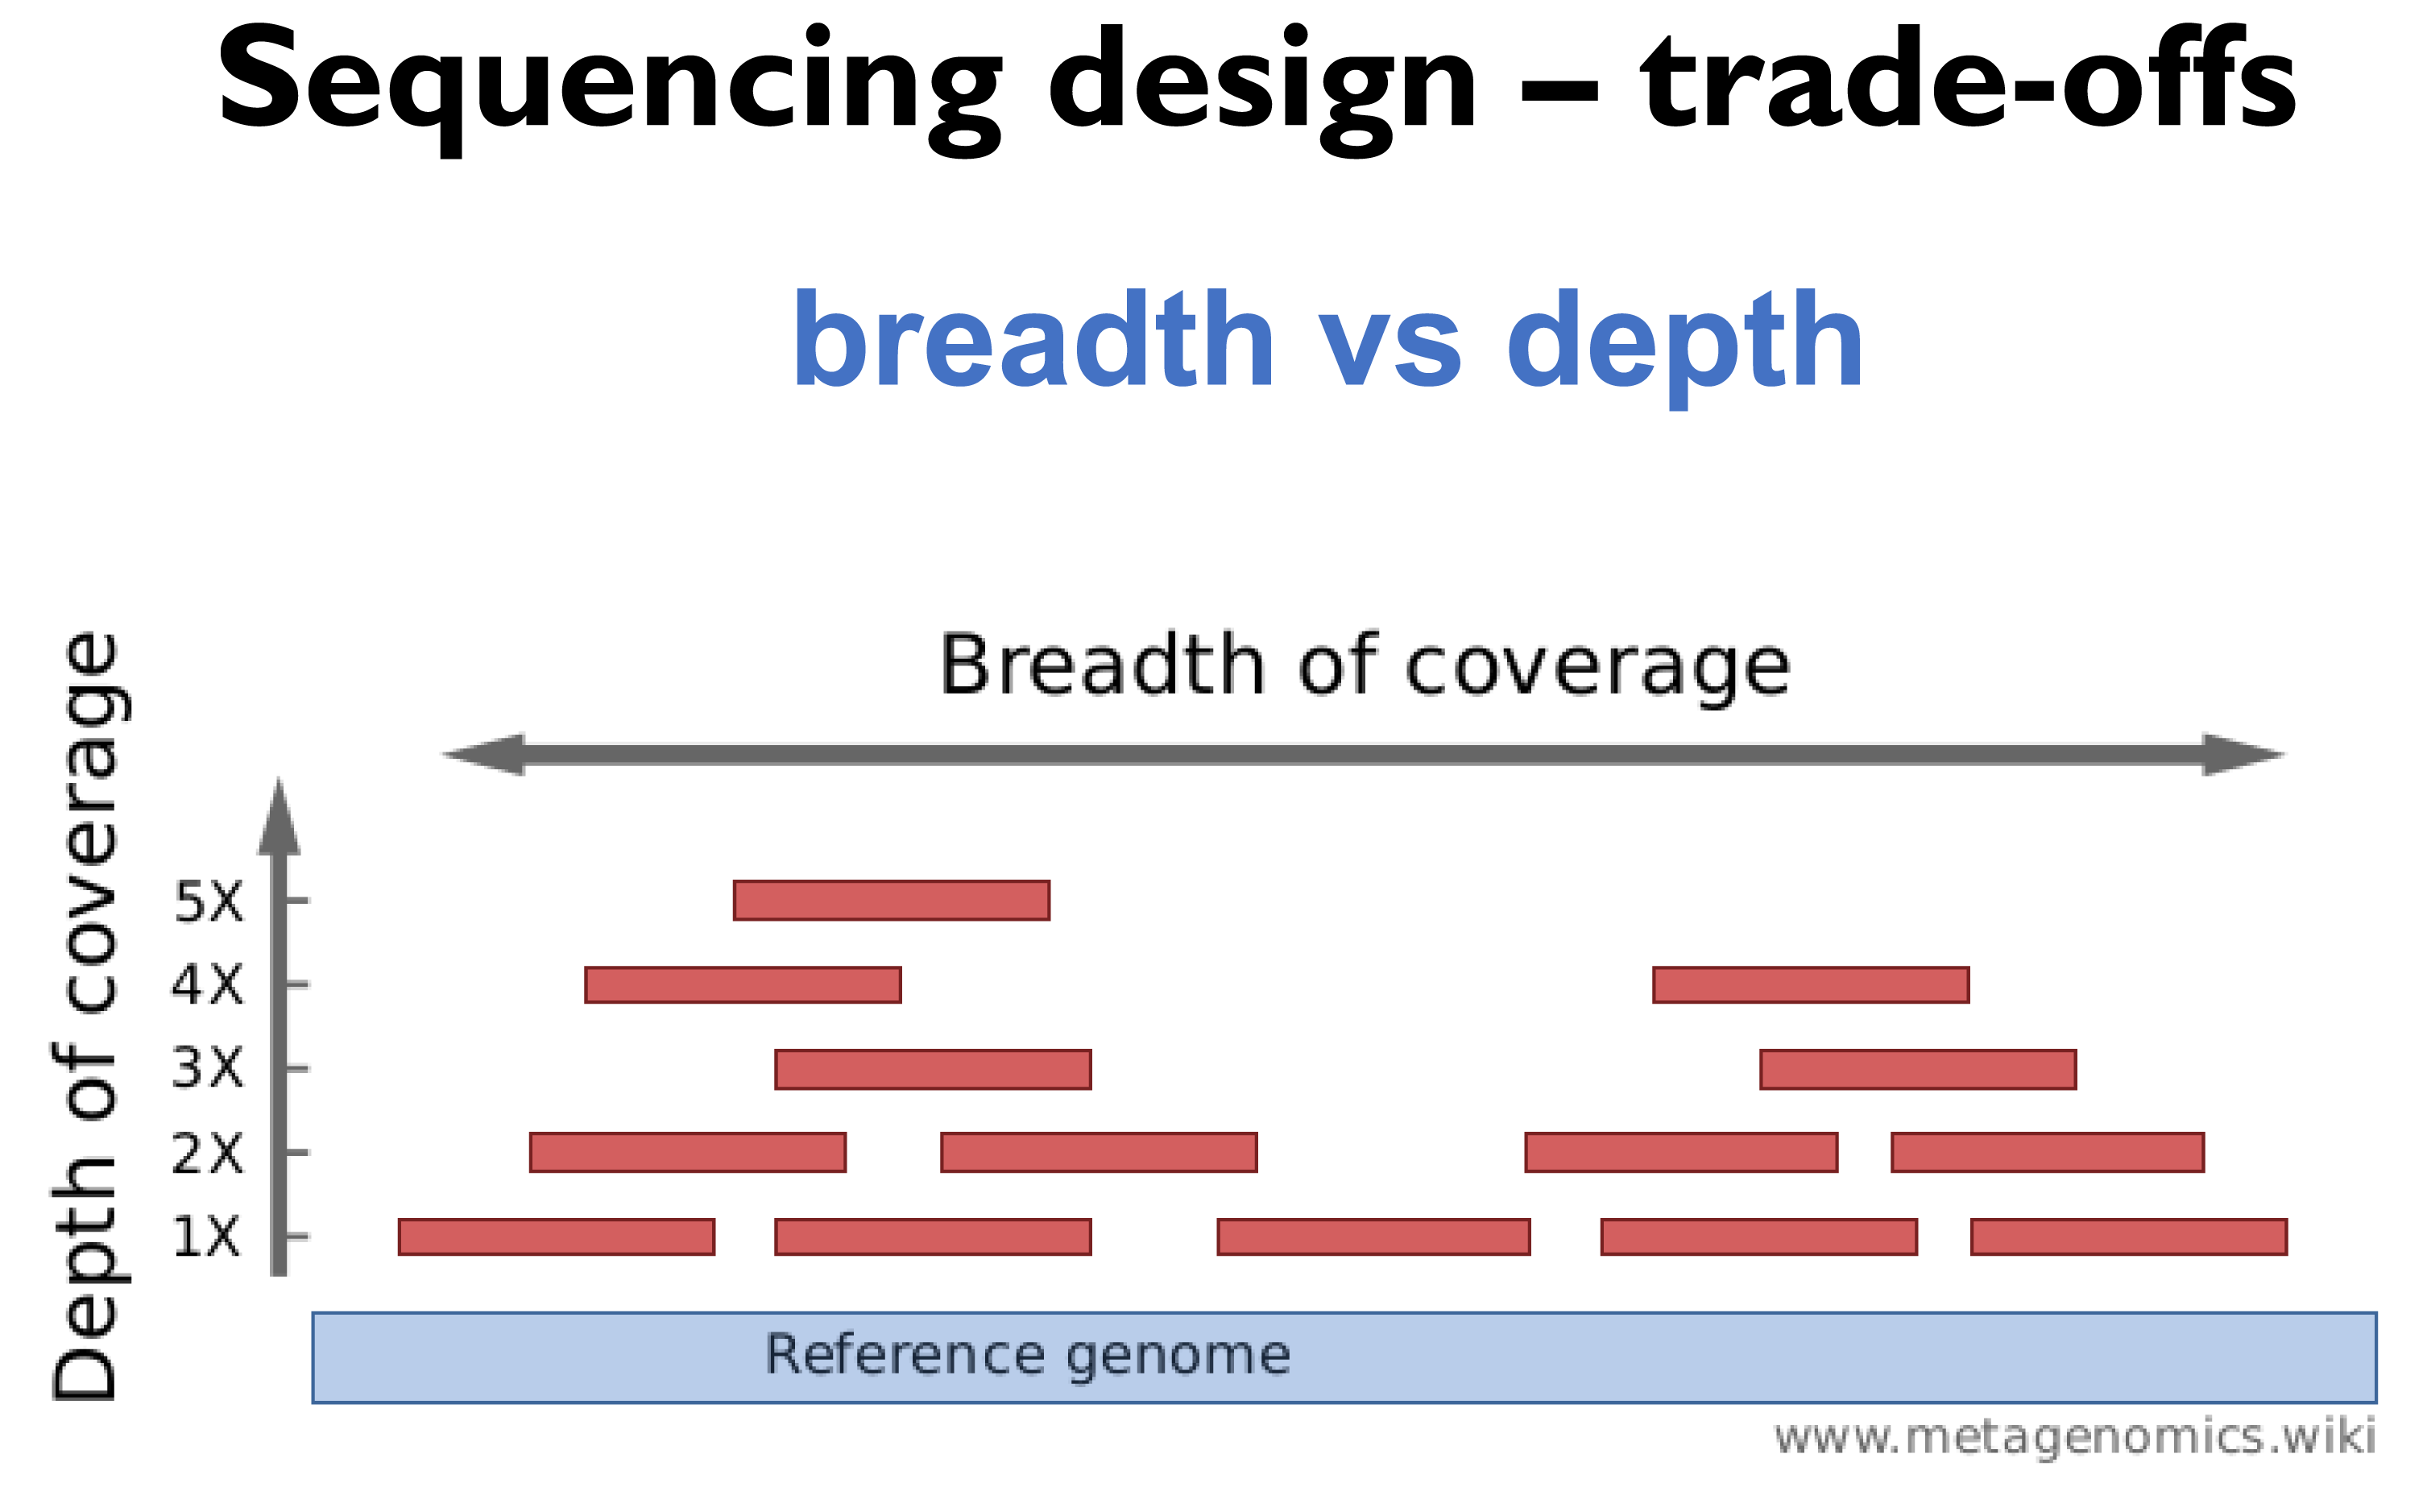 Sequencing design – trade-offs
breadth vs depth
Breadth of coverage
Depth of coverage
5X
4X
3X
2X
1X
Reference genome
www.metagenomics.wiki